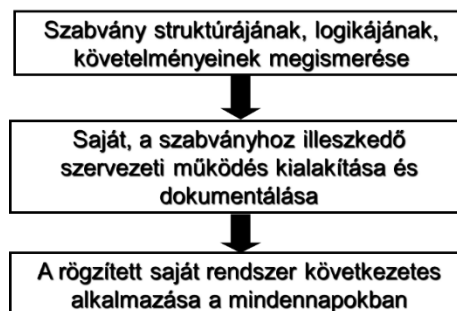 Szabvány struktúrájának, logikájának,
követelményeinek megismerése
Saját, a szabványhoz illeszkedő
szervezeti működés kialakítása és
dokumentálása
A rögzített saját rendszer következetes
alkalmazása a mindennapokban